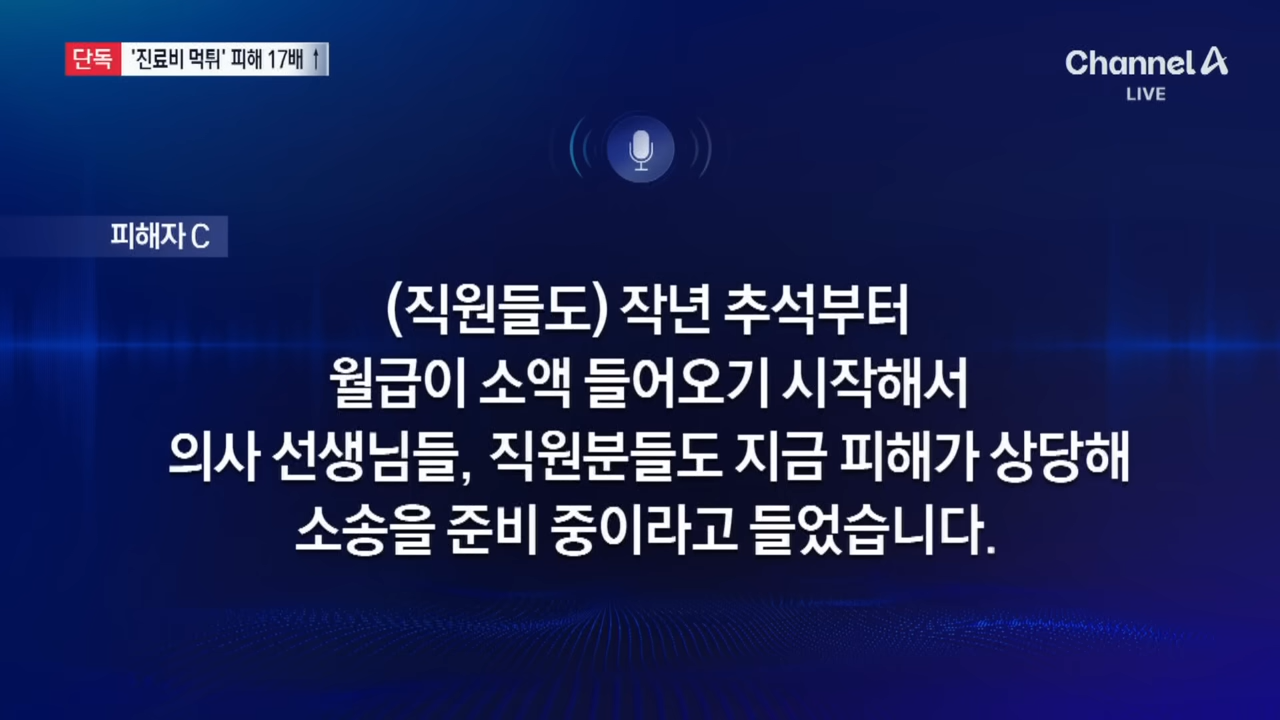 단독 '진료비 먹튀' 피해 17배 ↑
Channel A
LIVE
피해자 C
(직원들도) 작년 추석부터
월급이 소액 들어오기 시작해서
의사 선생님들, 직원분들도 지금 피해가 상당해
소송을 준비 중이라고 들었습니다.